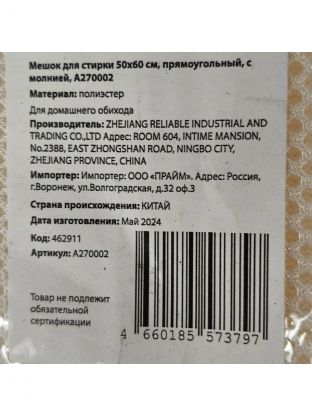 Мешок для стирки 50х60 см, прямоугольный, с
молнией, А270002
Материал: полиэстер
Для домашнего обихода
Производитель: ZHEJIANG RELIABLE INDUSTRIAL AND
TRADING CO.,LTD Адрес: ROOM 604, INTIME MANSION,
No.2388, EAST ZHONGSHAN ROAD, NINGBO CITY,
ZHEJIANG PROVINCE, CHINA
Импортер: Импортер: ООО «ПРАЙМ». Адрес: Россия,
г.Воронеж, ул.Волгоградская, д.32 оф.3
Страна происхождения: КИТАЙ
Дата изготовления: Май 2024
Код: 462911
Артикул: А270002
Товар не подлежит
обязательной
сертификации
4 660185 573797